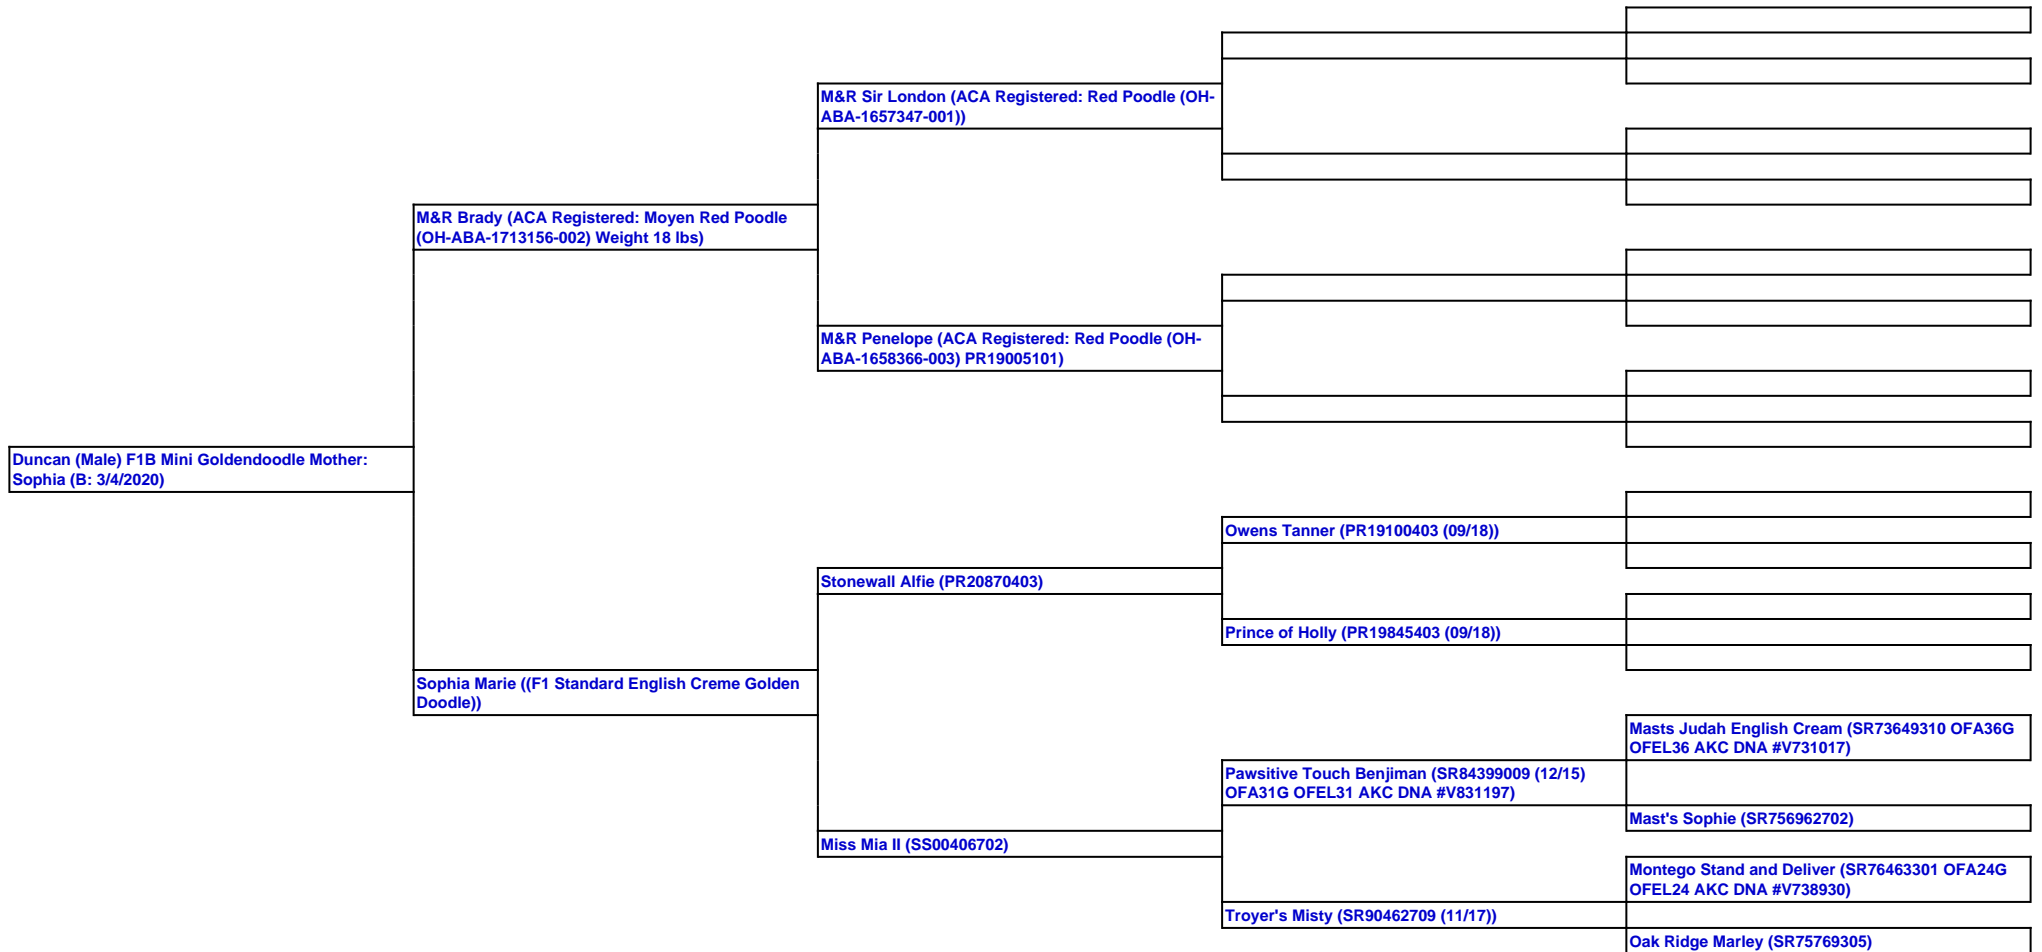 M&R Sir London (ACA Registered: Red Poodle (OH-
ABA-1657347-001))
M&R Brady (ACA Registered: Moyen Red Poodle
(OH-ABA-1713156-002) Weight 18 lbs)
M&R Penelope (ACA Registered: Red Poodle (OH-
ABA-1658366-003) PR19005101)
Duncan (Male) F1B Mini Goldendoodle Mother:
Sophia (B: 3/4/2020)
Owens Tanner (PR19100403 (09/18))
Stonewall Alfie (PR20870403)
Prince of Holly (PR19845403 (09/18))
Sophia Marie ((F1 Standard English Creme Golden
Doodle))
Masts Judah English Cream (SR73649310 OFA36G
OFEL36 AKC DNA #V731017)
Pawsitive Touch Benjiman (SR84399009 (12/15)
OFA31G OFEL31 AKC DNA #V831197)
Mast's Sophie (SR756962702)
Miss Mia II (SS00406702)
Montego Stand and Deliver (SR76463301 OFA24G
OFEL24 AKC DNA #V738930)
Troyer's Misty (SR90462709 (11/17))
Oak Ridge Marley (SR75769305)